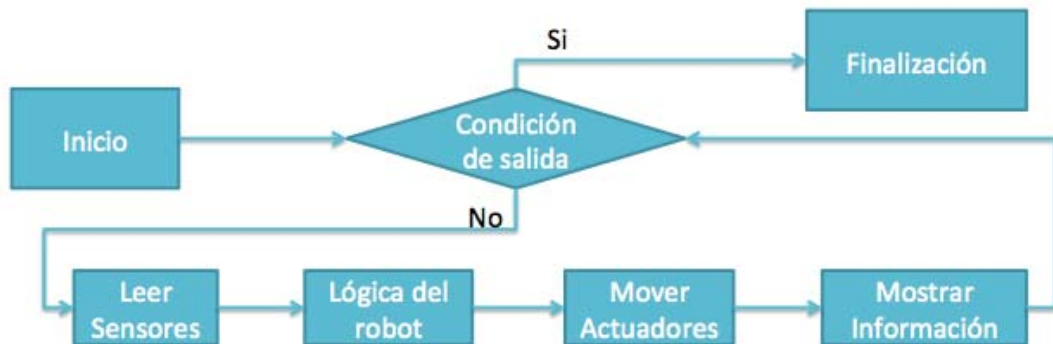 Si
Finalización
Inicio
Condición
de salida
No
Leer
Sensores
Lógica del
robot
Mover
Actuadores
Mostrar
Información